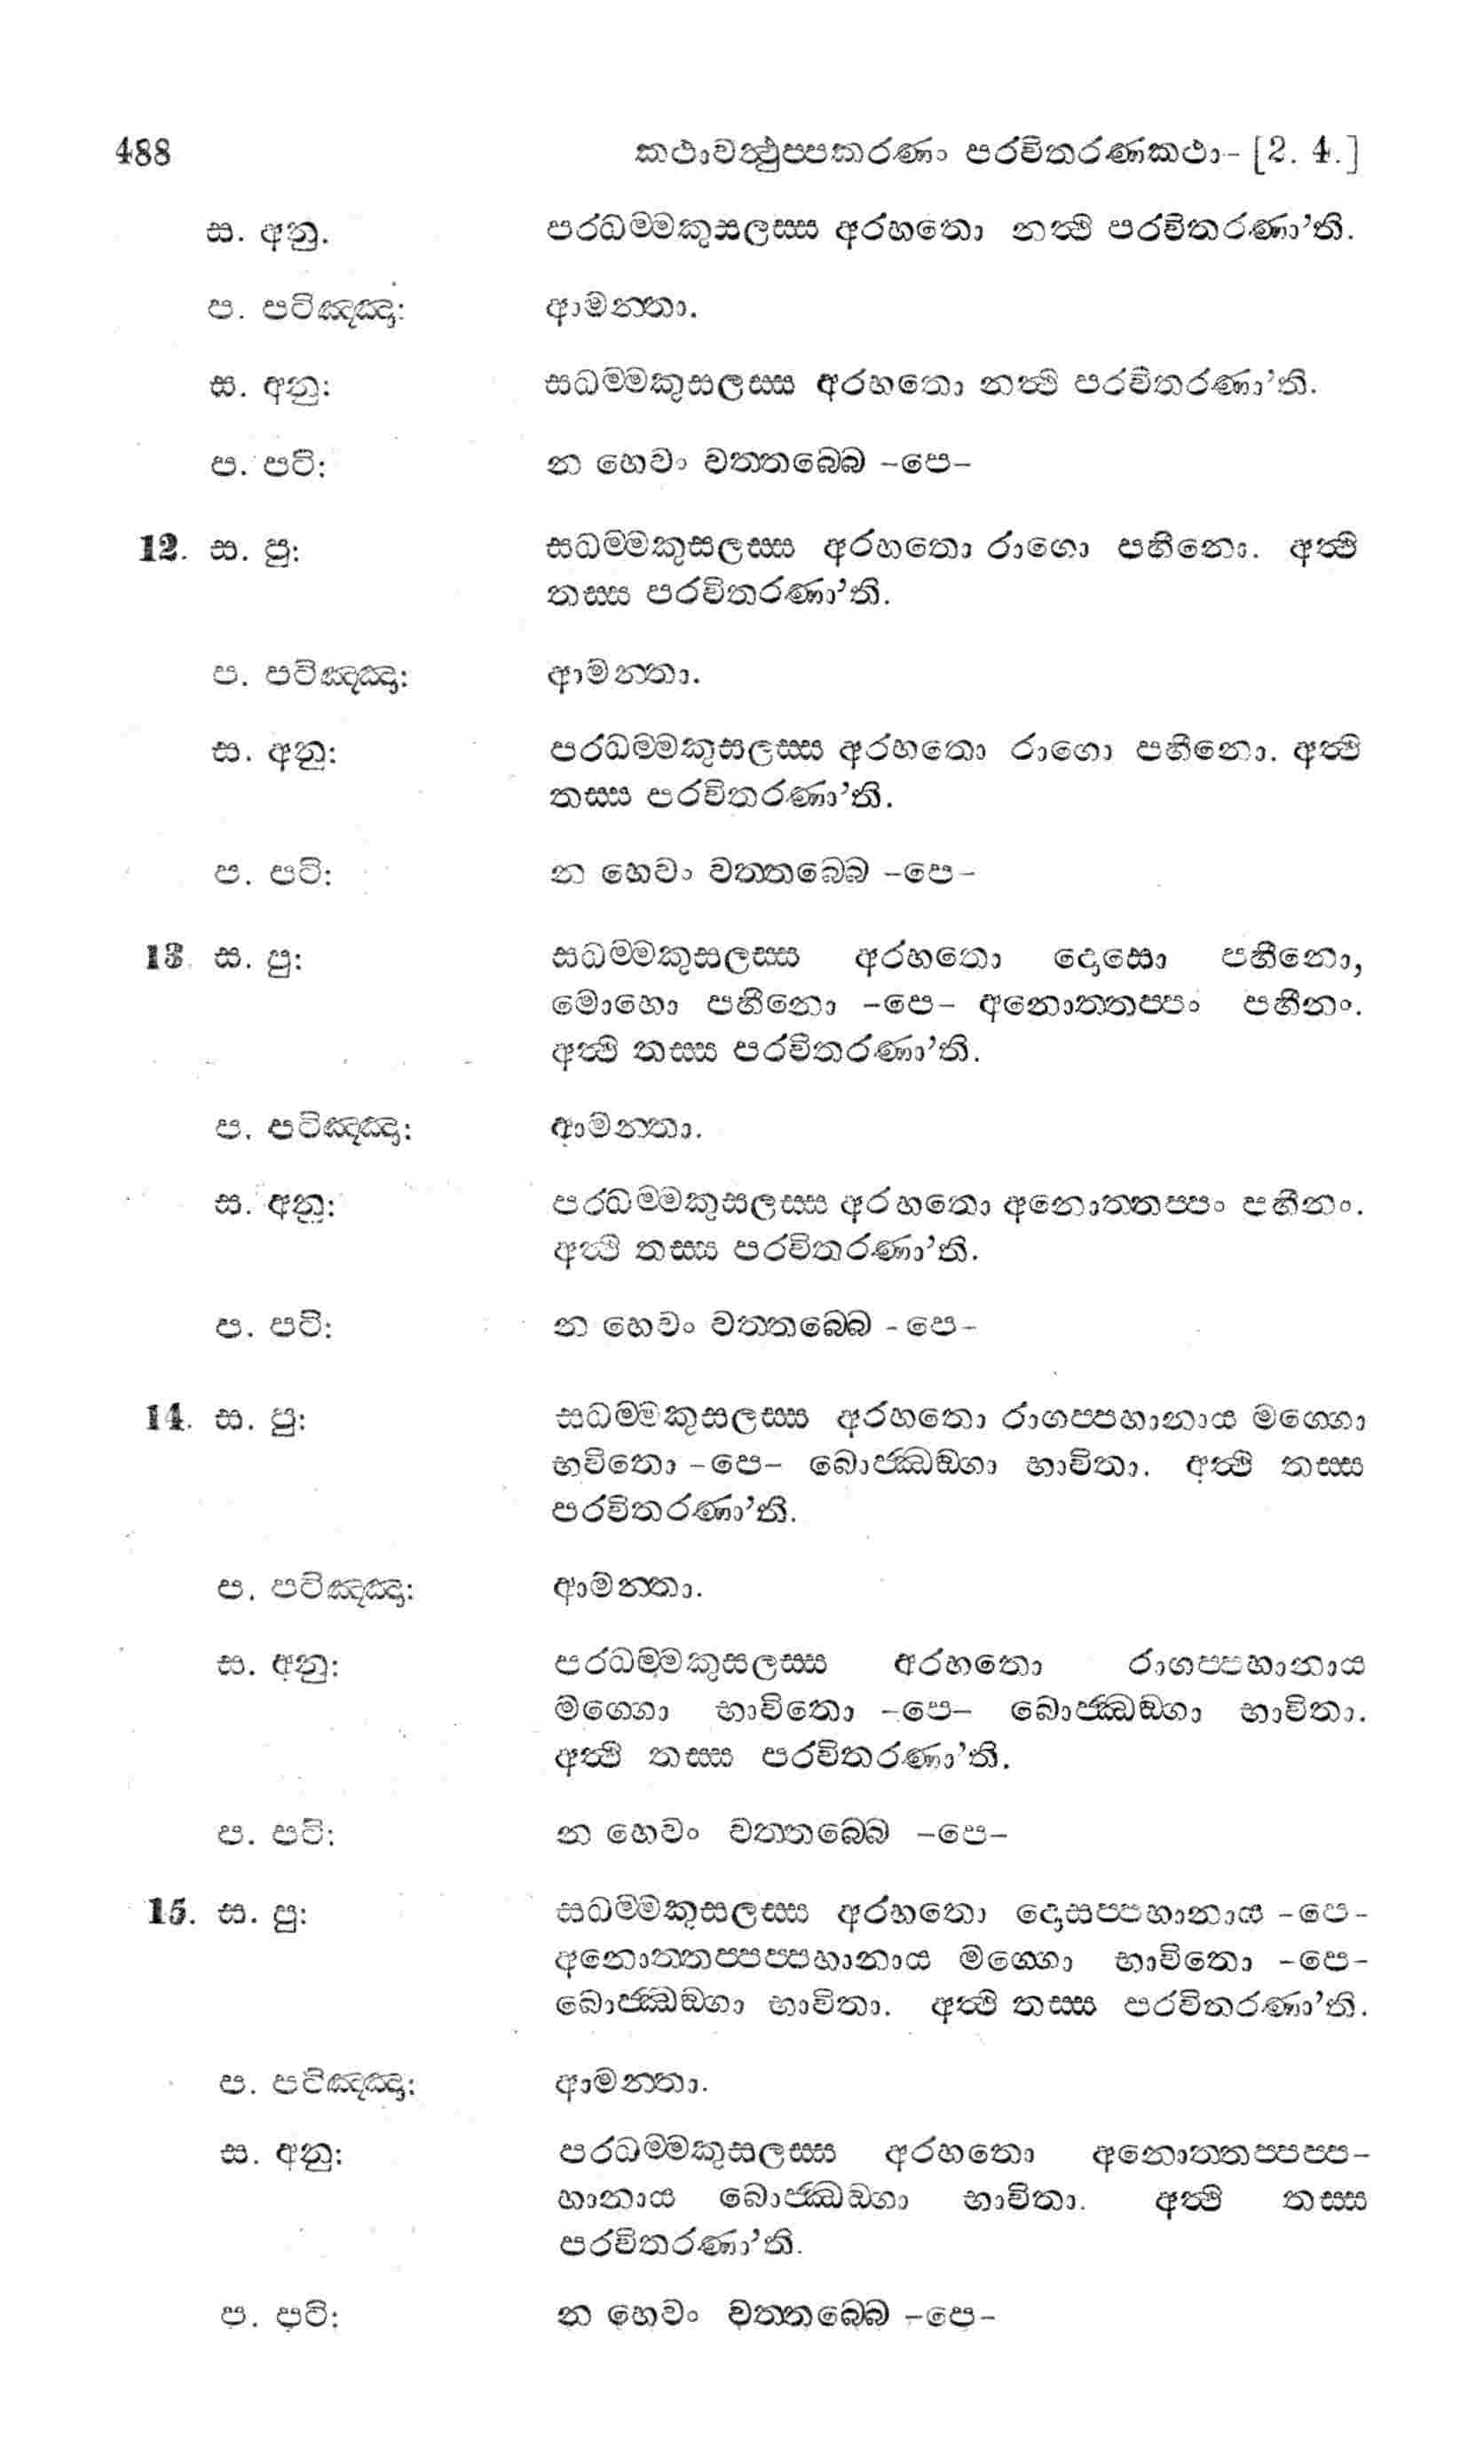 488 කථාවත්ථුප්පකරණං පරවිතරණකථා- [2. 4.]
ස. අනු. පරධම්මකුසලස්ස අරහතො නත්ථි පරවිතරණා’ති.
ප. පටිඤ්ඤා: ආමන්තා.
ස. අනු: සධම්මකුසලස්ස අරහතො නත්ථි පරවිතරණා’ති.
ප. පටි: න හෙවං වත්තබ්බෙ -පෙ-
12. ස. පු: සධම්මකුසලස්ස අරහතො රාගො පහීනො. අත්ථි
තස්ස පරවිතරණා’ති.
ප. පටිඤ්ඤා: ආමන්තා.
ස. අනු: පරධම්මකුසලස්ස අරහතො රාගො පහීනො. අත්ථි
තස්ස පරවිතරණා’ති.
ප. පටි: න හෙවං වත්තබ්බෙ -පෙ-
13. ස. පු: සධම්මකුසලස්ස අරහතො දොසො පහීනො,
මොහො පහීනො -පෙ- අනොත්තප්පං පහීනං.
අත්ථි තස්ස පරවිතරණා’ති.
ප. පටිඤ්ඤා: ආමන්තා.
ස. අනු: පරධම්මකුසලස්ස අරහතො අනොත්තප්පං පහීනං.
අත්ථි තස්ස පරවිතරණා’ති.
ප. පටි: න හෙවං වත්තබ්බෙ -පෙ-
14. ස. පු: සධම්මකුසලස්ස අරහතො රාගප්පහානාය මග්ගො
භවිතො -පෙ- බොජ්ඣඞ්ගා භාවිතා. අත්ථි තස්ස
පරවිතරණා’ති.
ප. පටිඤ්ඤා: ආමන්තා.
ස. අනු: පරධම්මකුසලස්ස අරහතො රාගප්පහානාය
මග්ගො භාවිතො -පෙ- බොජ්ඣඞ්ගා භාවිතා.
අත්ථි තස්ස පරවිතරණා’ති.
ප. පටි: න හෙවං වත්තබ්බෙ -පෙ-
15. ස. පු: සධම්මකුසලස්ස අරහතො දොසප්පහානාය -පෙ-
අනොත්තප්පප්පහානාය මග්ගො භාවිතො -පෙ-
බොජ්ඣඞ්ගා භාවිතා. අත්ථි තස්ස පරවිතරණා’ති.
ප. පටිඤ්ඤා: ආමන්තා.
ස. අනු: පරධම්මකුසලස්ස අරහතො අනොත්තප්පප්ප-
හානාය බොජ්ඣඞ්ගා භාවිතා. අත්ථි තස්ස
පරවිතරණා’ති.
ප. පටි: න හෙවං වත්තබ්බෙ -පෙ-